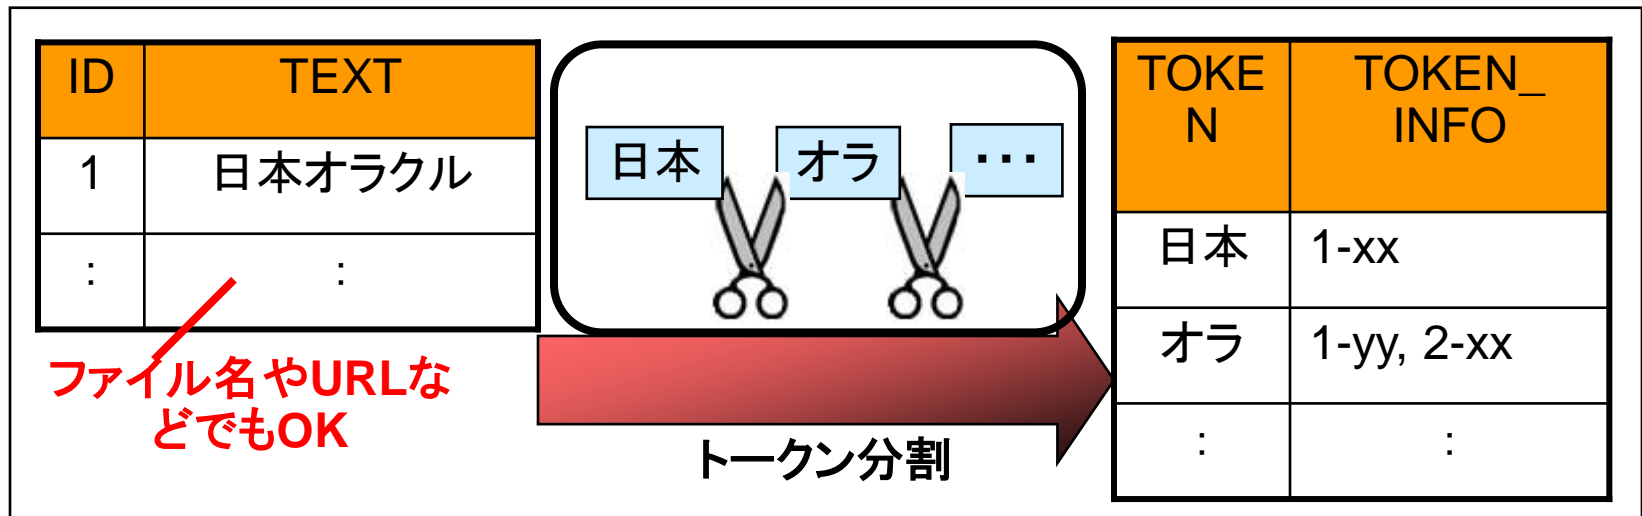 ID TEXT
1 日本オラクル
: :
ファイル名やURLな
どでもOK
日本 オラ ・・・
トークン分割
TOKE
N
TOKEN_
INFO
日本 1-xx
オラ 1-yy, 2-xx
: :